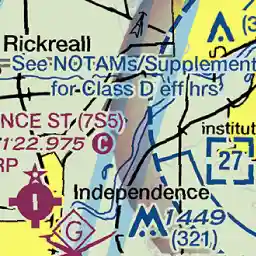 Rickreall
(3
See NOTAMs/Supplement
for Class D eff hrs
NCE ST (7S5)
122.975 C
institut
RP
27
Independence
I
G
1449
(321)